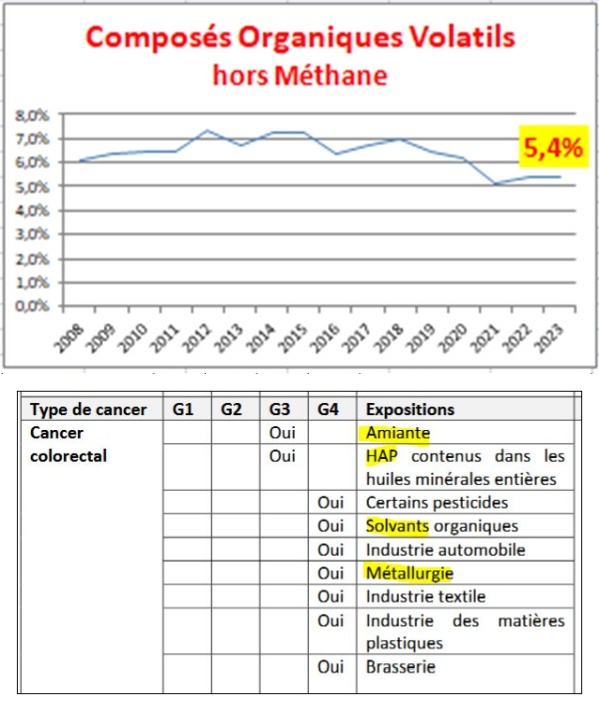 Composés Organiques Volatils
hors Méthane
8,0%
7,0%
6,0%
5,0%
4,0%
3,0%
2,0%
1,0%
0,0%
5,4%
2008 2009 2010 2011 2012 2013 2014 2015 2016 2017 2018 2019 2020 2021 2022 2023
Type de cancer G1 G2 G3 G4 Expositions
Cancer Oui Amiante
colorectal Oui HAP contenus dans les
huiles minérales entières
Oui Certains pesticides
Oui Solvants organiques
Oui Industrie automobile
Oui Métallurgie
Oui Industrie textile
Oui Industrie des matières
plastiques
Oui Brasserie